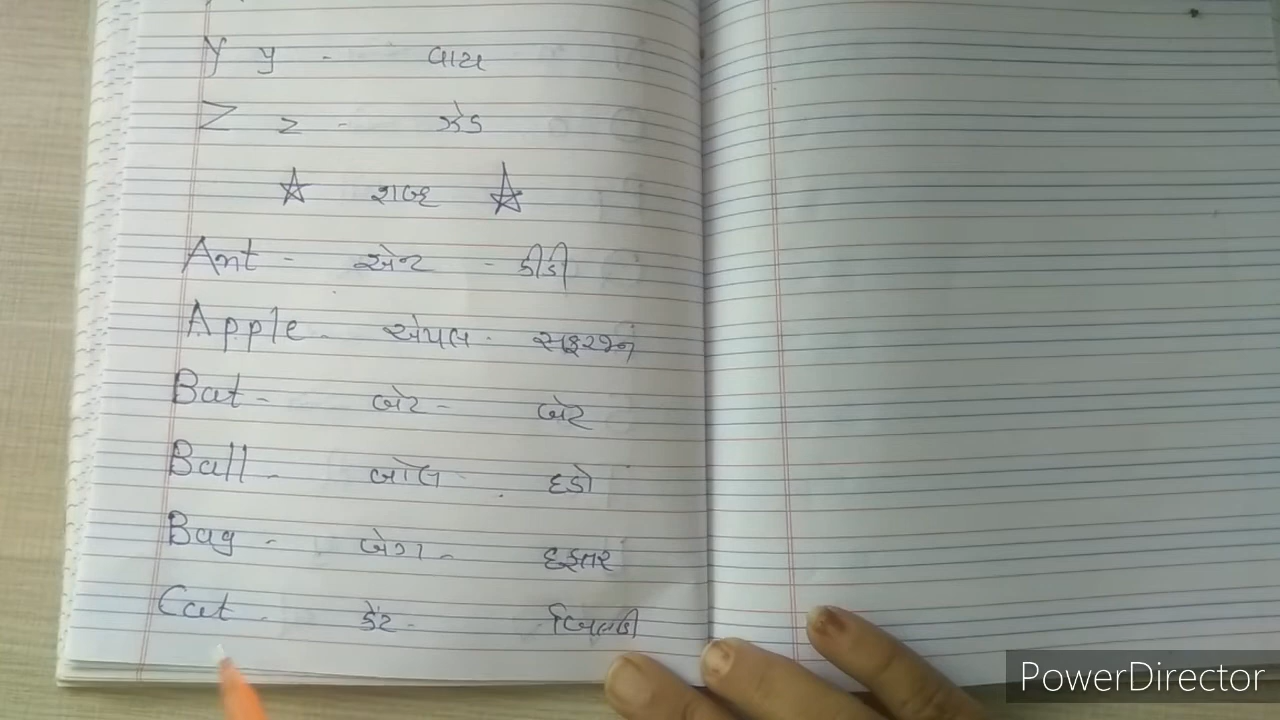 Y y - વાય
Z z - ઝેડ
શબ્દ
Ant - એન્ટ - કીડી
Apple - એપલ - સફરજન
Bat - બેટ - બેટ
Ball - બોલ - દડો
Bag - બેગ - દફતર
Cat - કેટ - બિલાડી
PowerDirector